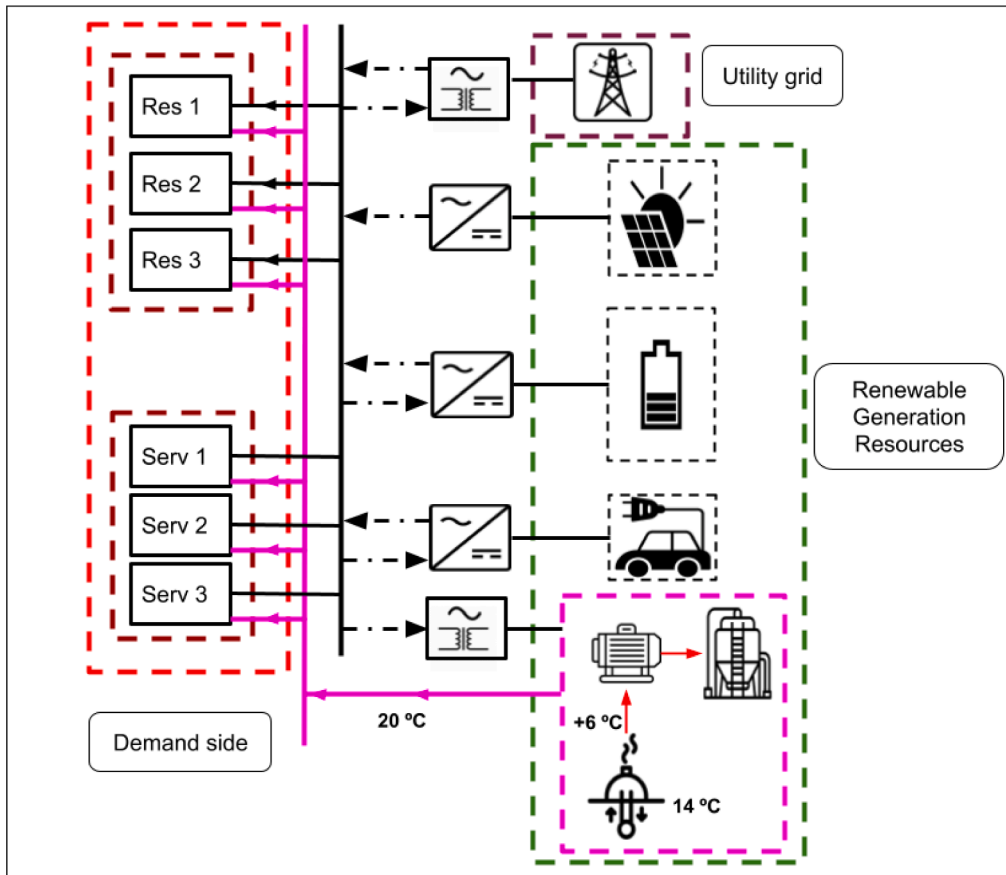 Utility grid
Res 1
Res 2
Res 3
Renewable
Generation
Resources
Serv 1
Serv 2
Serv 3
20 ºC
+6 ºC
14 ºC
Demand side